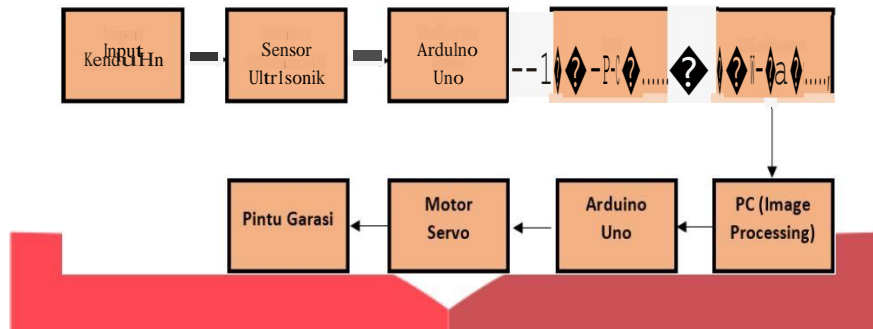 Input
Sensor
Ultr1sonik
Ardulno
Uno
PC (Image
Processing)
Arduino
Uno
Motor
Servo
Pintu Garasi